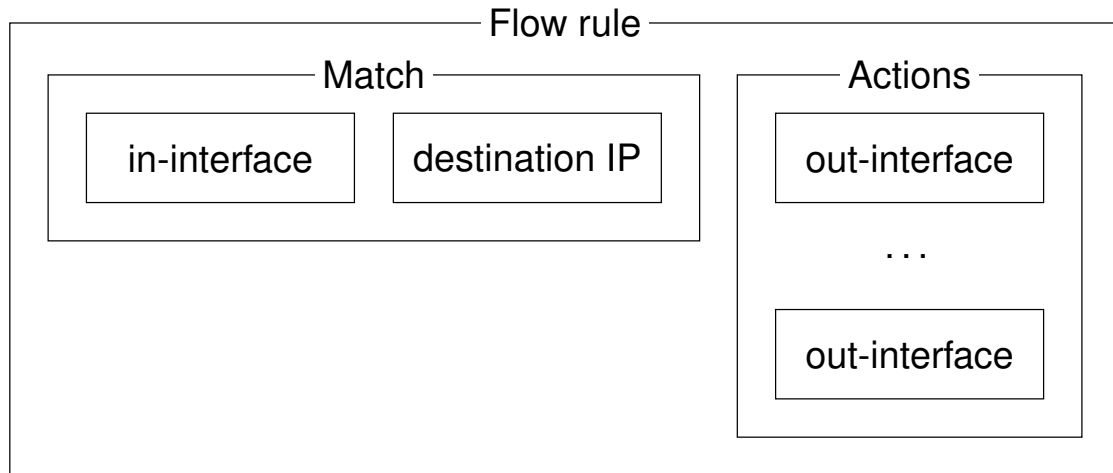 Flow rule
Match
in-interface
destination IP
Actions
out-interface
...
out-interface